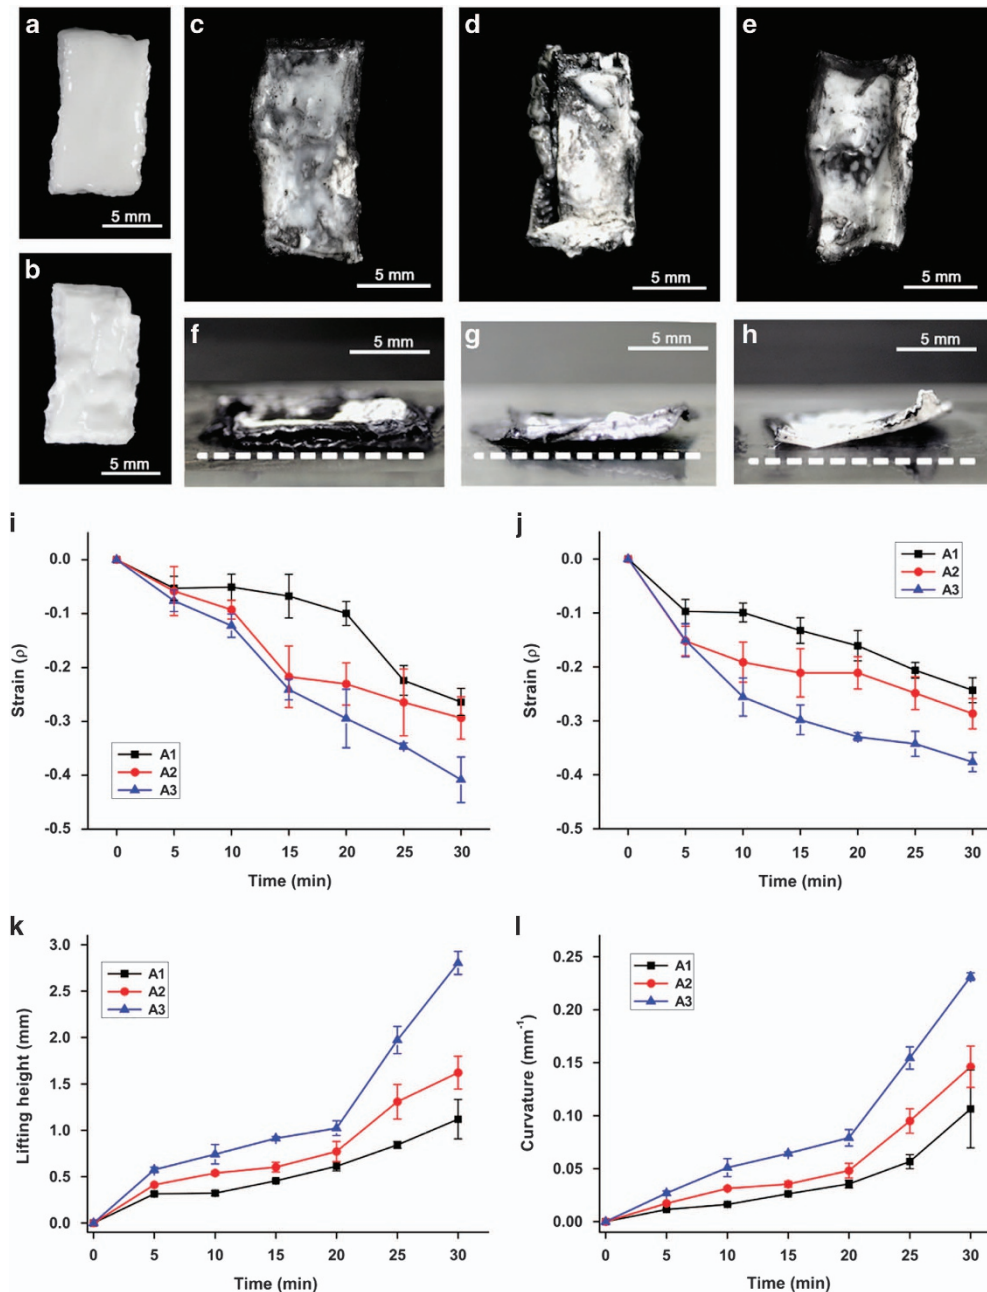 a
5 mm
b
5 mm
c
5 mm
d
5 mm
e
5 mm
f
5 mm
g
5 mm
h
5 mm
i
0.0
-0.1
-0.2
-0.3
-0.4
-0.5
Strain (ρ)
A1
A2
A3
0 5 10 15 20 25 30
Time (min)
j
0.0
-0.1
-0.2
-0.3
-0.4
-0.5
Strain (ρ)
A1
A2
A3
0 5 10 15 20 25 30
Time (min)
k
3.0
2.5
2.0
1.5
1.0
0.5
0.0
Lifting height (mm)
A1
A2
A3
0 5 10 15 20 25 30
Time (min)
l
0.25
0.20
0.15
0.10
0.05
0.00
Curvature (mm⁻¹)
A1
A2
A3
0 5 10 15 20 25 30
Time (min)